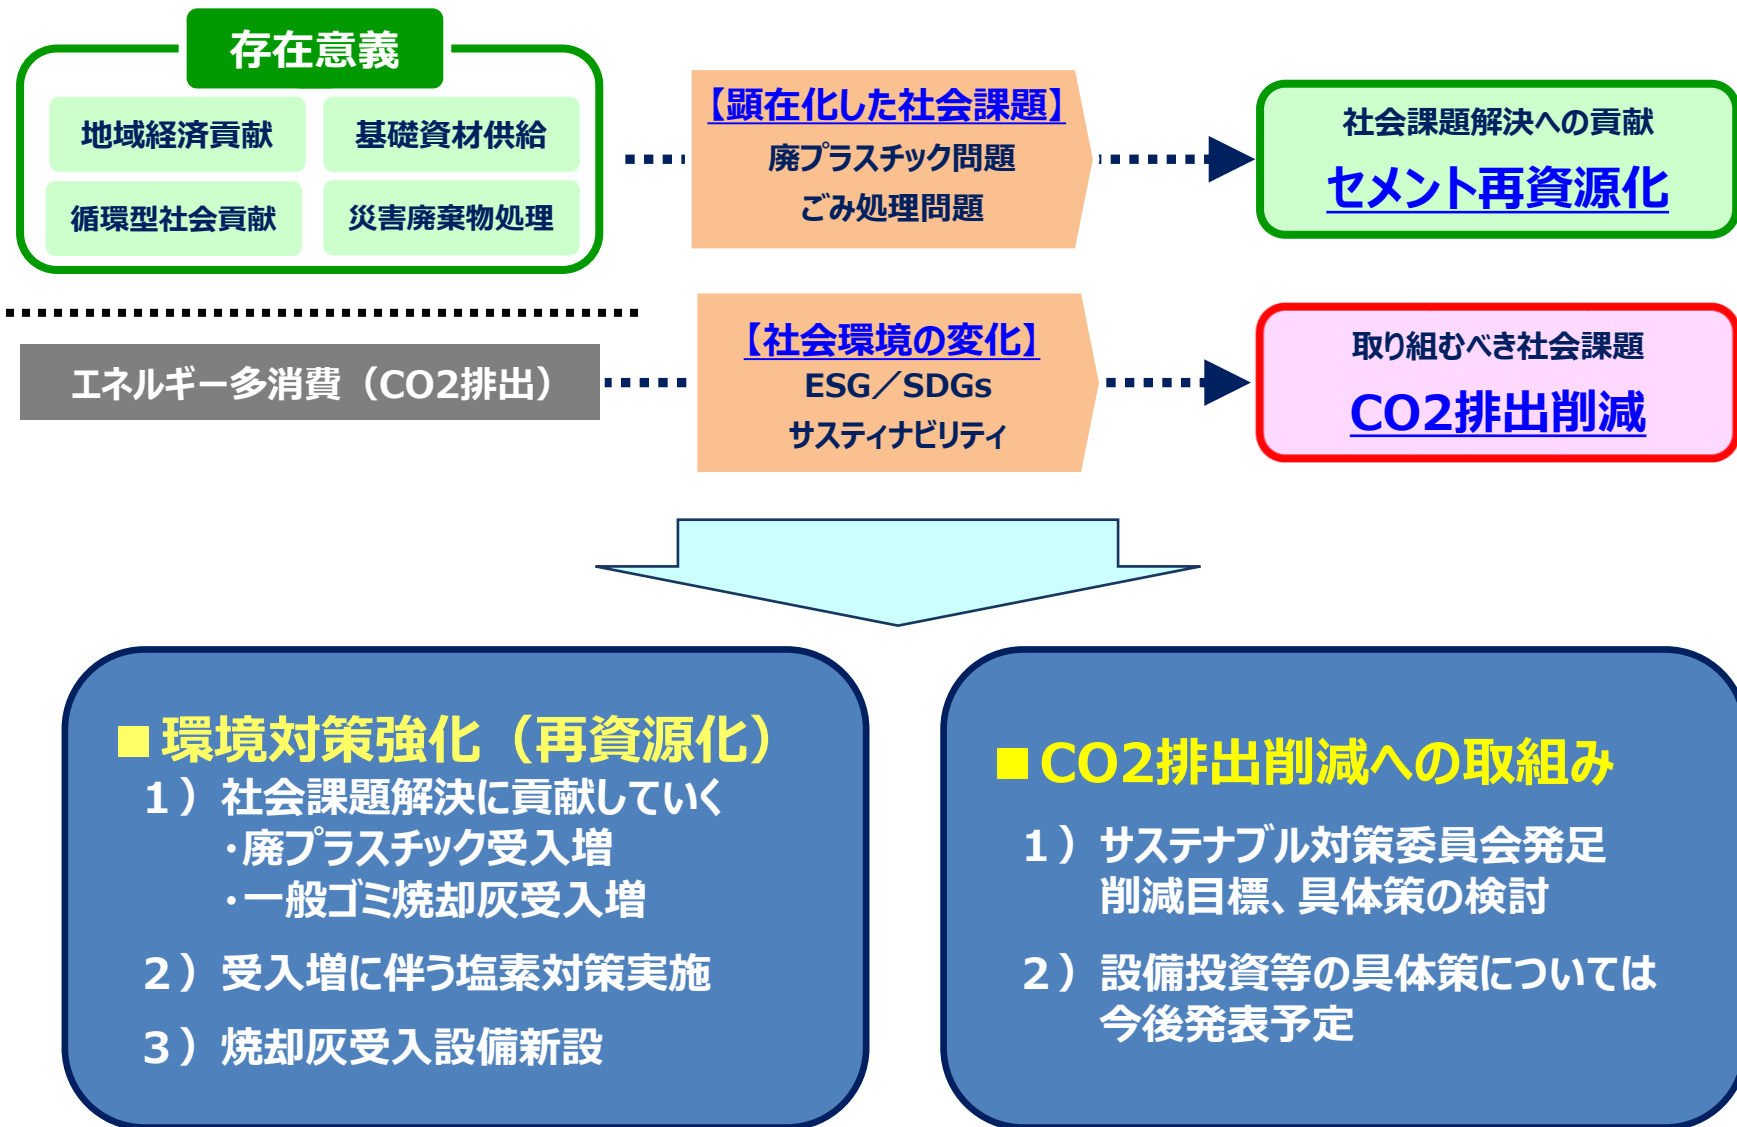 存在意義
地域経済貢献
基礎資材供給
循環型社会貢献
災害廃棄物処理
【顕在化した社会課題】
廃プラスチック問題
ごみ処理問題
社会課題解決への貢献
セメント再資源化
エネルギー多消費（CO2排出）
【社会環境の変化】
ESG／SDGs
サスティナビリティ
取り組むべき社会課題
CO2排出削減
■環境対策強化（再資源化）
１）社会課題解決に貢献していく
・廃プラスチック受入増
・一般ゴミ焼却灰受入増
２）受入増に伴う塩素対策実施
３）焼却灰受入設備新設
■CO2排出削減への取組み
１）サステナブル対策委員会発足
削減目標、具体策の検討
２）設備投資等の具体策については
今後発表予定